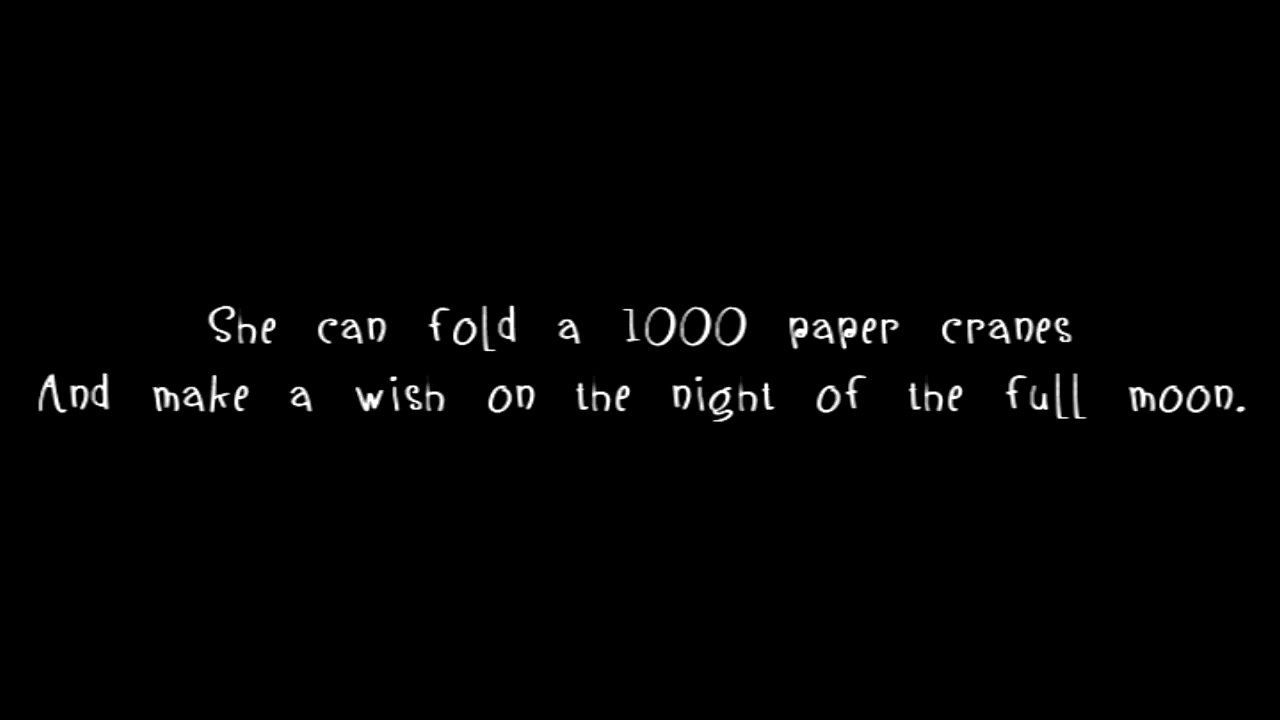 She can fold a 1000 paper cranes
And make a wish on the night of the full moon.